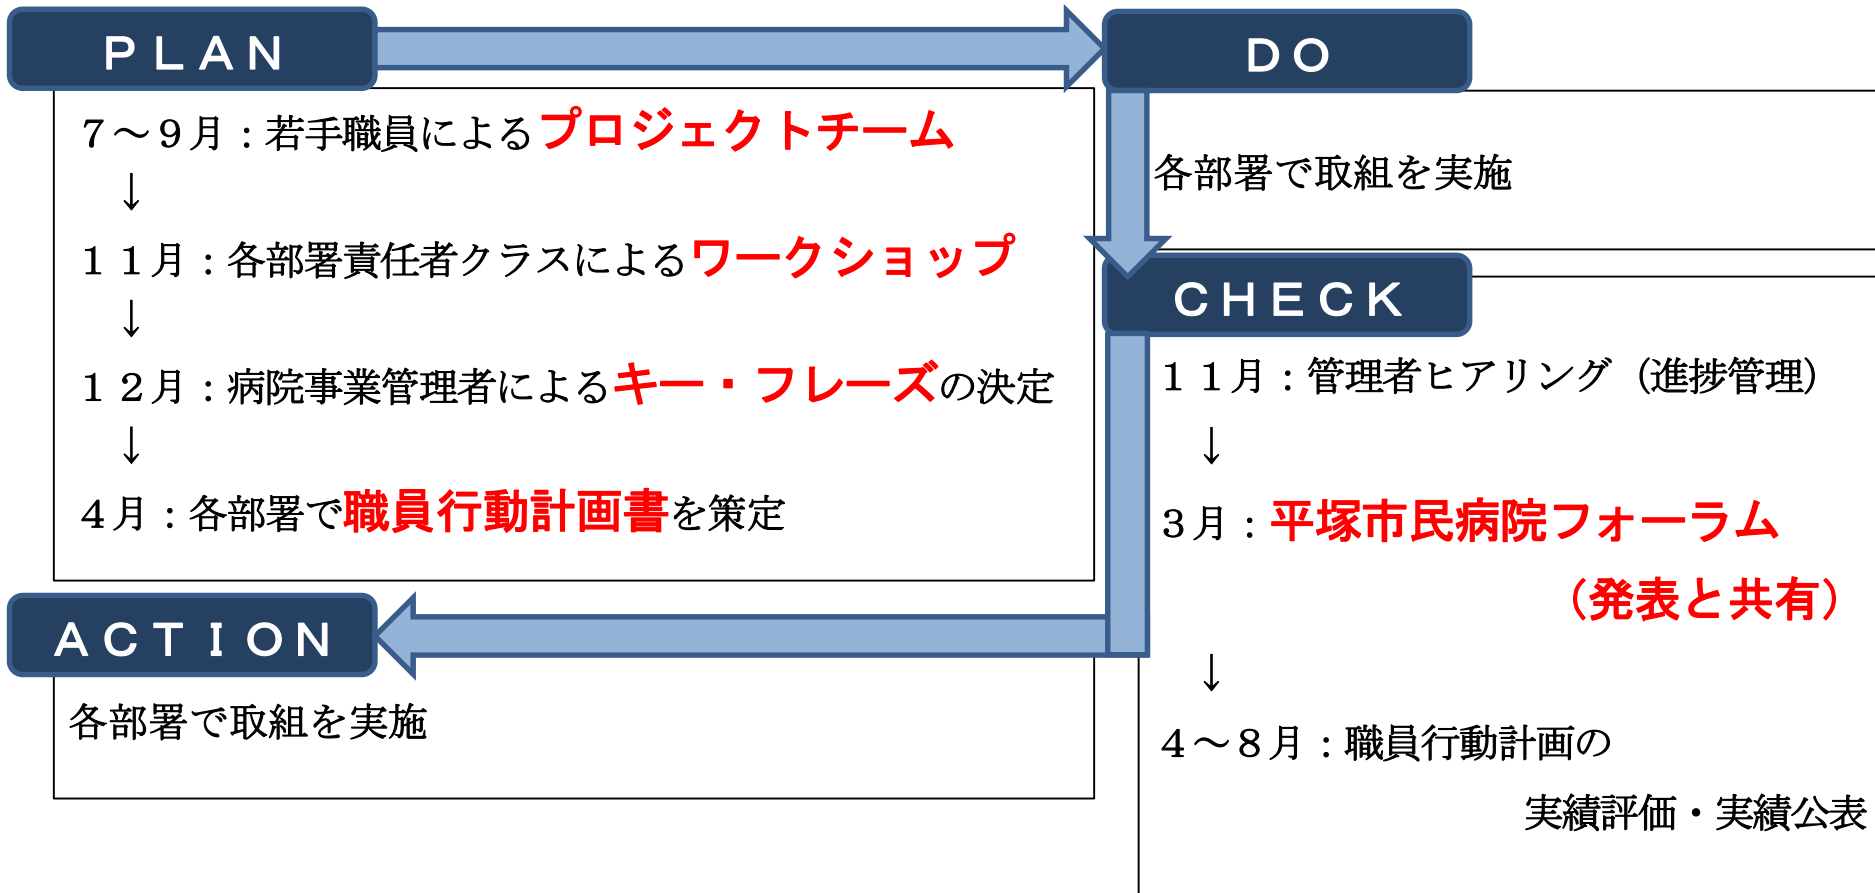 ＰＬＡＮ
７～９月：若手職員によるプロジェクトチーム
↓
１１月：各部署責任者クラスによるワークショップ
↓
１２月：病院事業管理者によるキー・フレーズの決定
↓
４月：各部署で職員行動計画書を策定
ＤＯ
各部署で取組を実施
ＣＨＥＣＫ
１１月：管理者ヒアリング（進捗管理）
↓
３月：平塚市民病院フォーラム
（発表と共有）
↓
４～８月：職員行動計画の
実績評価・実績公表
ＡＣＴＩＯＮ
各部署で取組を実施